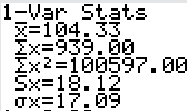 1-Var Stats
x̄=104.33
Σx=939.00
Σx²=100597.00
Sx=18.12
σx=17.09